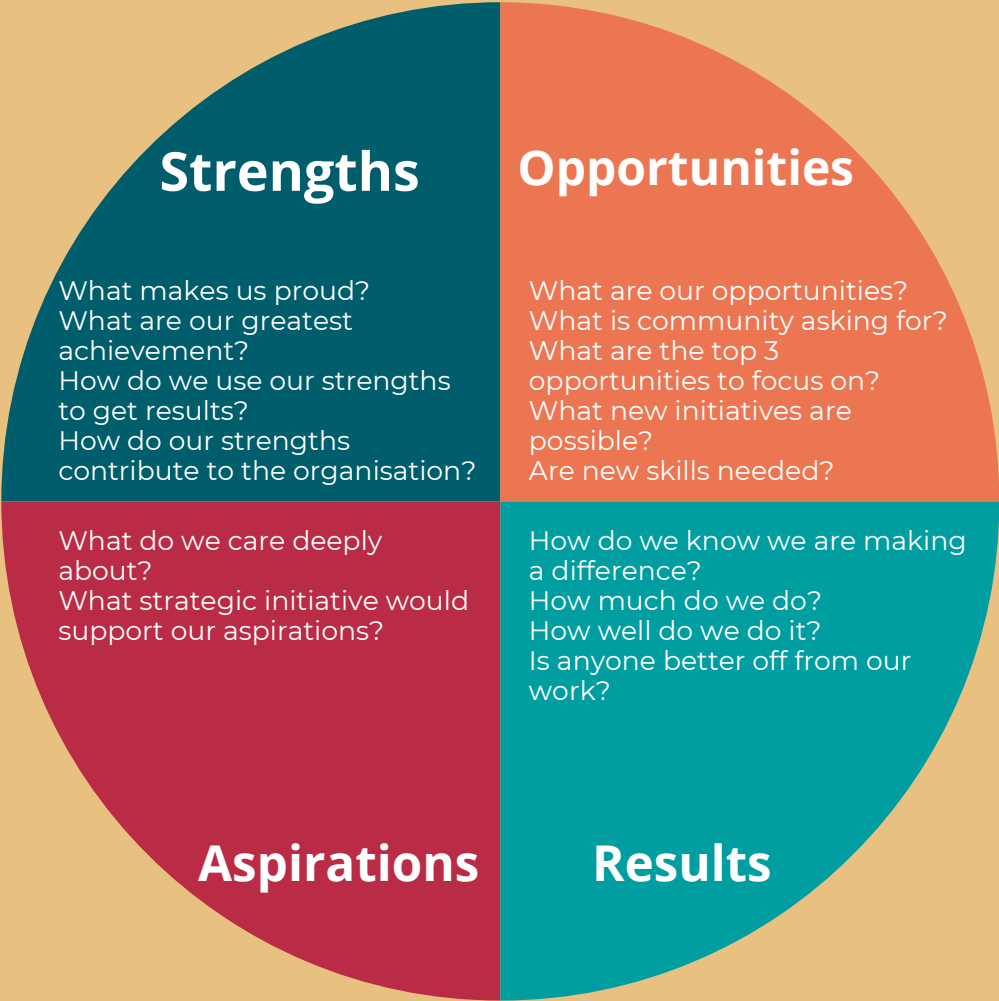 Strengths
What makes us proud?
What are our greatest
achievement?
How do we use our strengths
to get results?
How do our strengths
contribute to the organisation?
Opportunities
What are our opportunities?
What is community asking for?
What are the top 3
opportunities to focus on?
What new initiatives are
possible?
Are new skills needed?
What do we care deeply
about?
What strategic initiative would
support our aspirations?
Aspirations
How do we know we are making
a difference?
How much do we do?
How well do we do it?
Is anyone better off from our
work?
Results